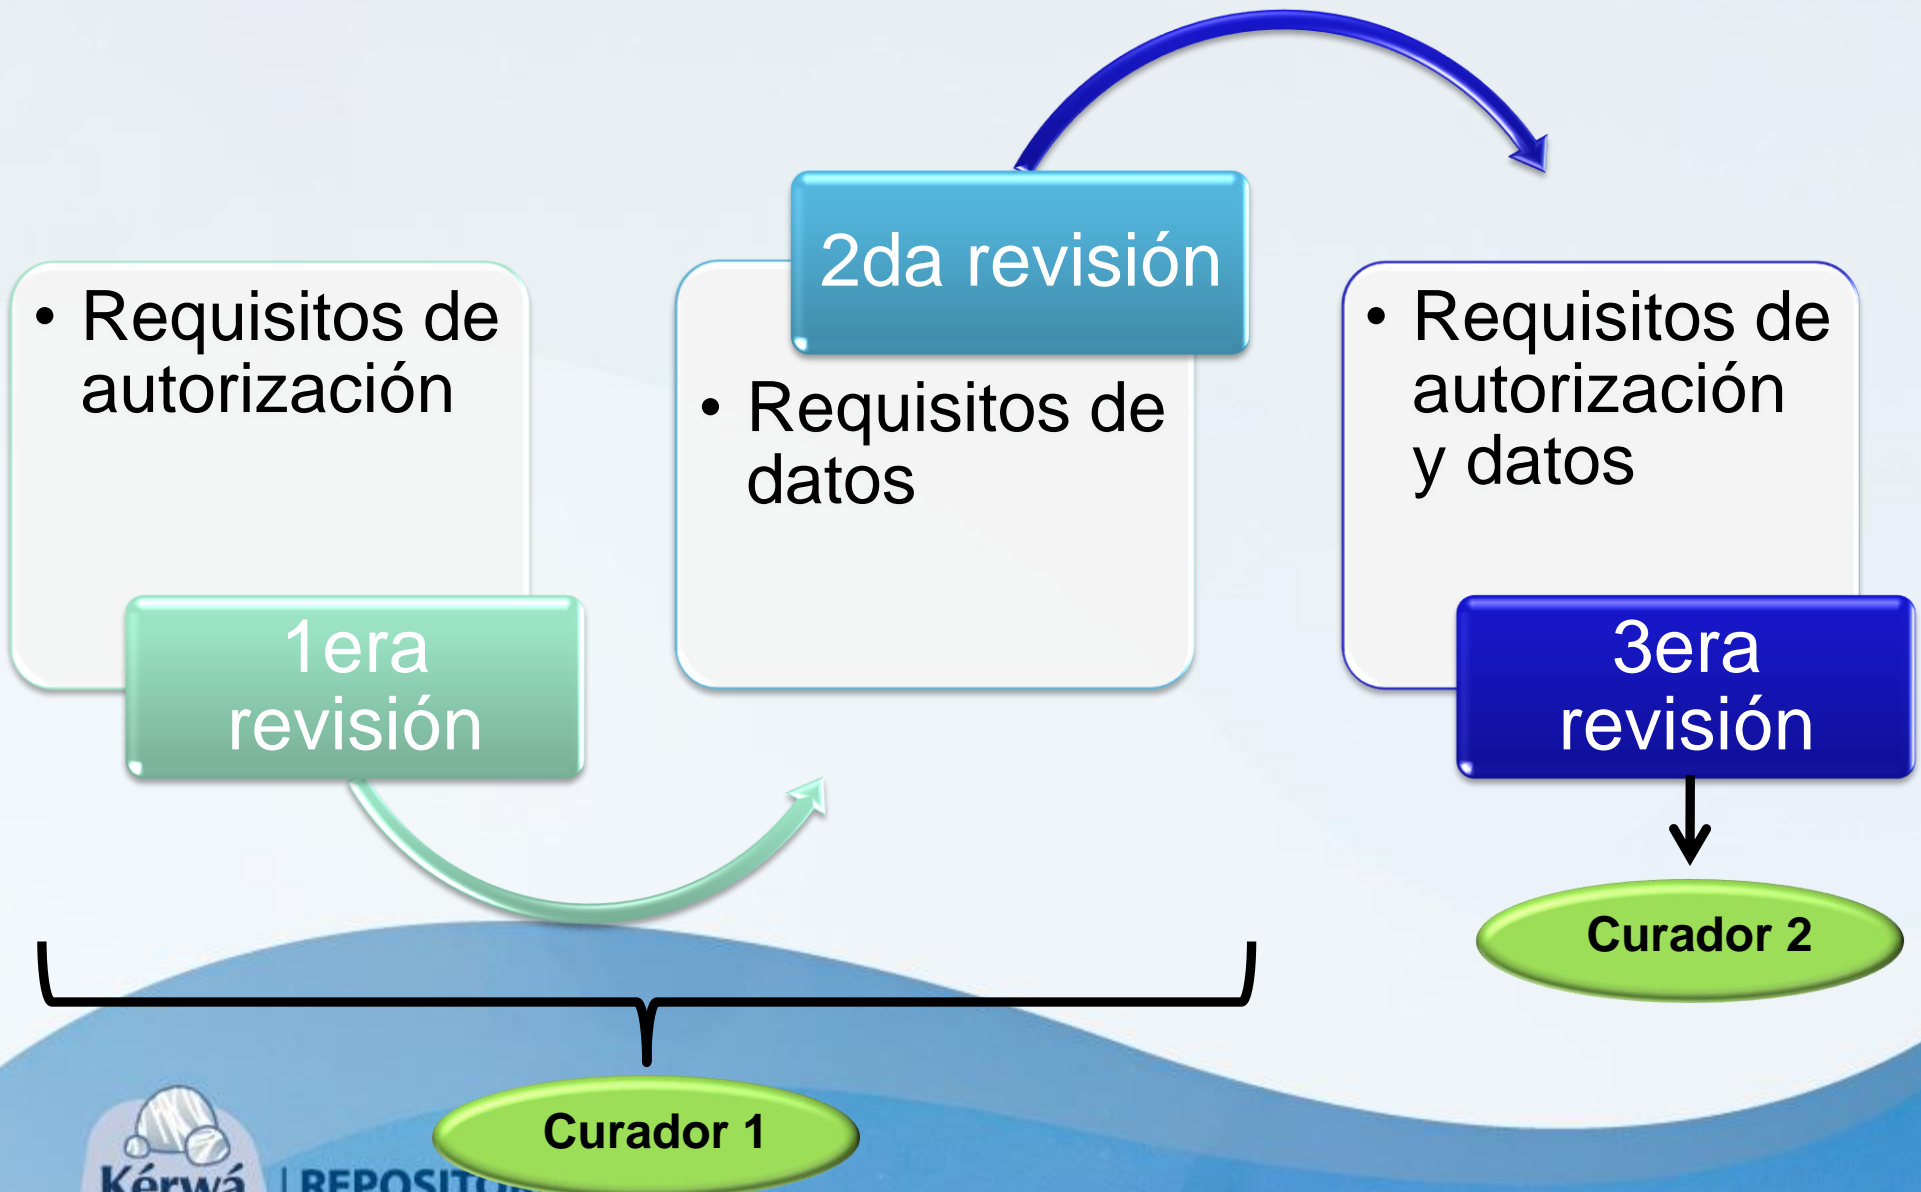 • Requisitos de
autorización
1era
revisión
2da revisión
• Requisitos de
datos
• Requisitos de
autorización
y datos
3era
revisión
Curador 2
Curador 1
Kérwá